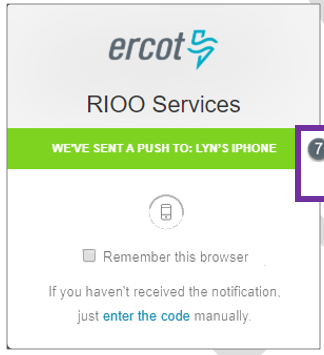 ercot
RIOO Services
WE'VE SENT A PUSH TO: LYN'S IPHONE
7
Remember this browser
If you haven't received the notification,
just enter the code manually.